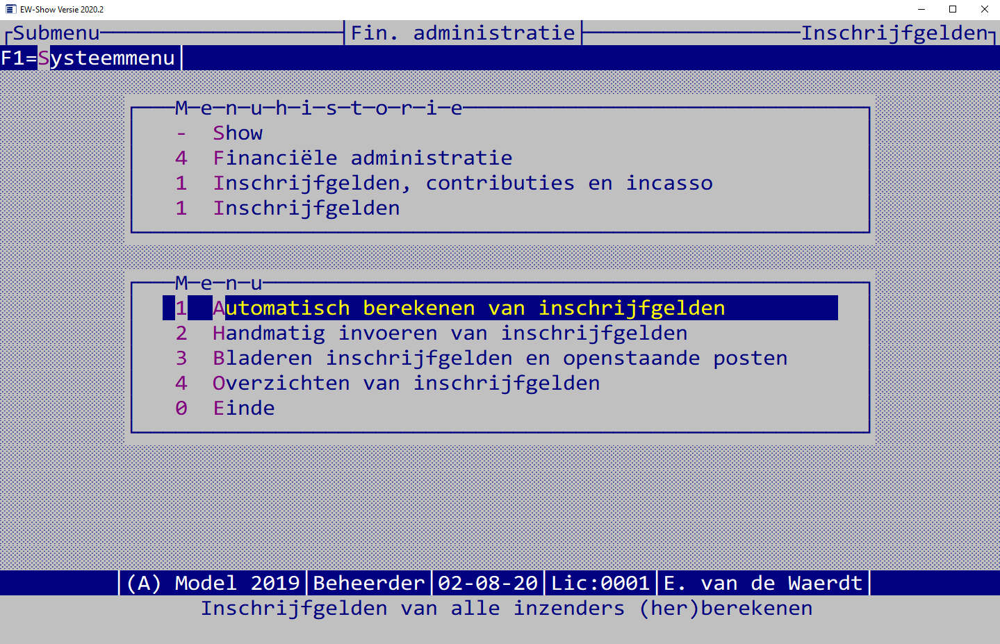 EW-Show Versie 2020.2
Submenu Fin. administratie Inschrijfgelden
F1=Systeemmenu
Menuhistorie
- Show
4 Financiële administratie
1 Inschrijfgelden, contributies en incasso
1 Inschrijfgelden
Menu
1 Automatisch berekenen van inschrijfgelden
2 Handmatig invoeren van inschrijfgelden
3 Bladeren inschrijfgelden en openstaande posten
4 Overzichten van inschrijfgelden
0 Einde
(A) Model 2019|Beheerder|02-08-20|Lic:0001|E. van de Waerdt|
Inschrijfgelden van alle inzenders (her)berekenen